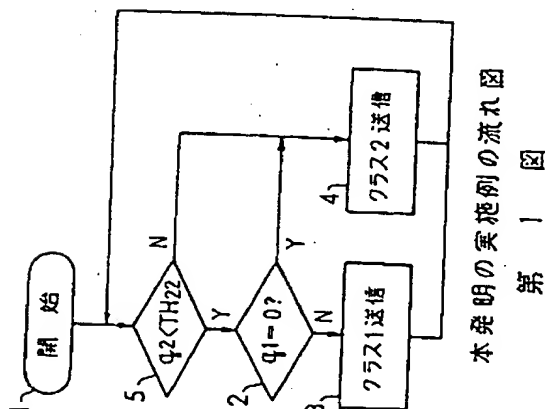 開始
5
q2<TH22
N
Y
2
q1=0?
Y
N
4
クラス2送信
3
クラス1送信
本発明の実施例の流れ図
第 1 図